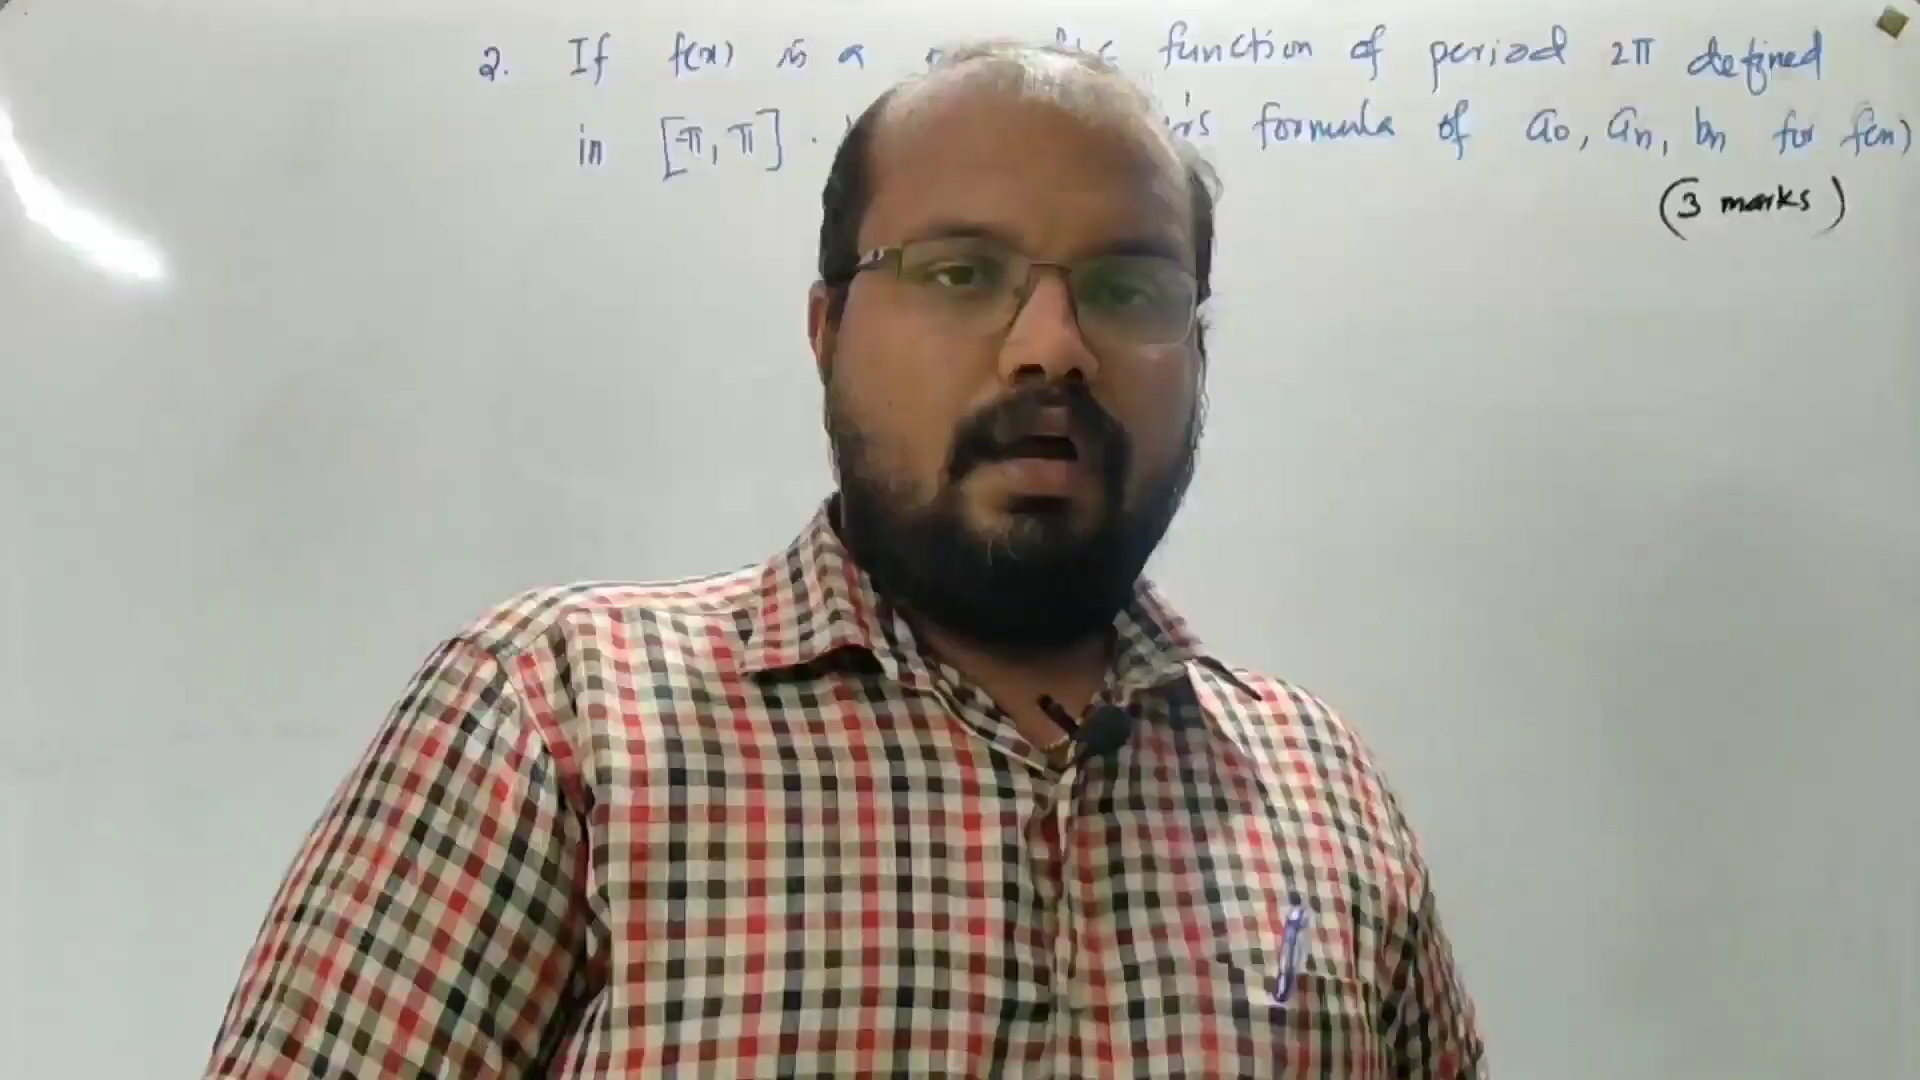 2. If f(x) is a function of period 2π defined
in [-π, π]. formula of a₀, aₙ, bₙ for f(x)
(3 marks)